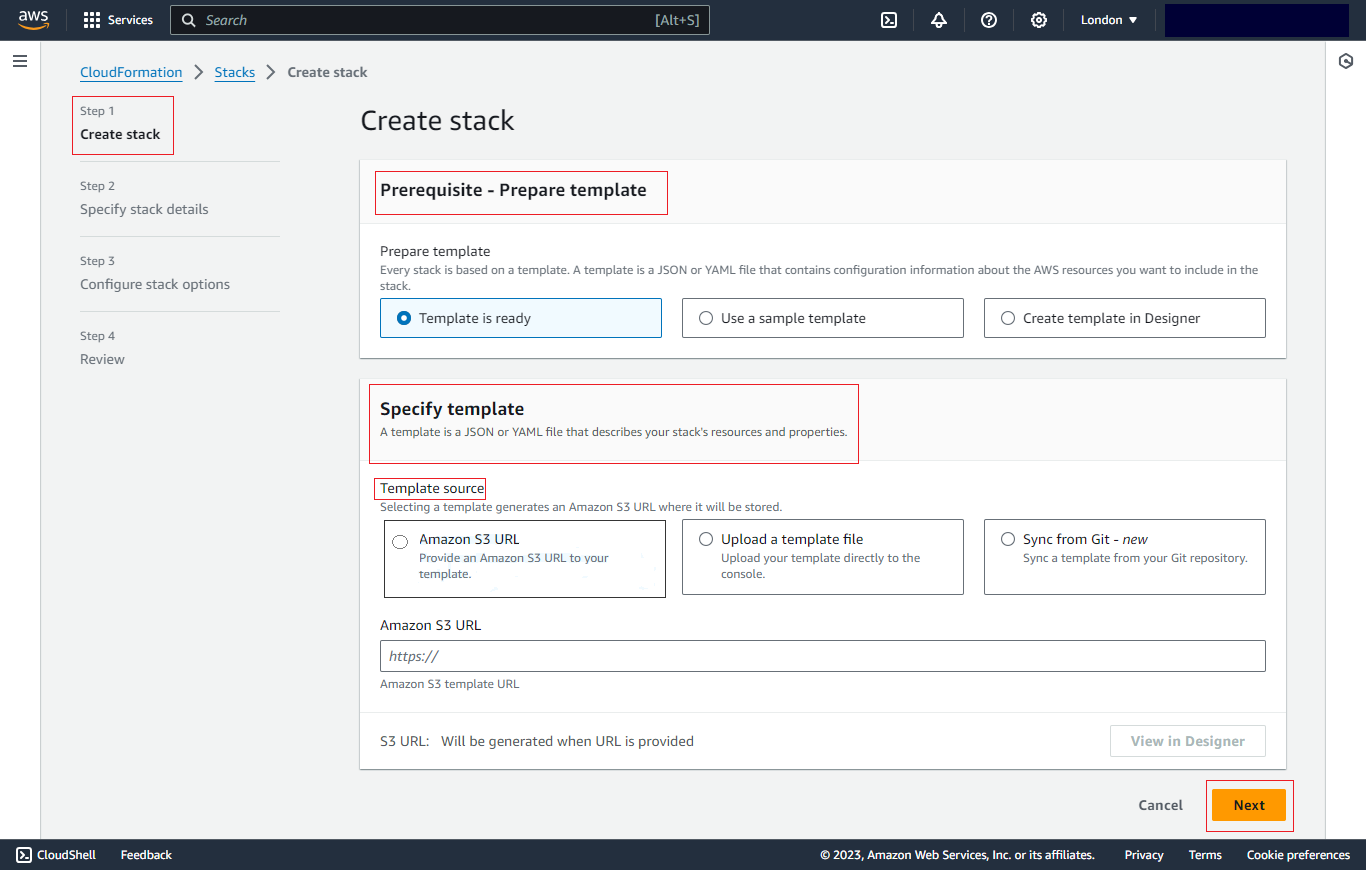 aws
Services
Search
[Alt+S]
London
CloudFormation
Stacks
Create stack
Step 1
Create stack
Step 2
Specify stack details
Step 3
Configure stack options
Step 4
Review
Create stack
Prerequisite - Prepare template
Prepare template
Every stack is based on a template. A template is a JSON or YAML file that contains configuration information about the AWS resources you want to include in the
stack.
Template is ready
Use a sample template
Create template in Designer
Specify template
A template is a JSON or YAML file that describes your stack's resources and properties.
Template source
Selecting a template generates an Amazon S3 URL where it will be stored.
Amazon S3 URL
Provide an Amazon S3 URL to your
template.
Upload a template file
Upload your template directly to the
console.
Sync from Git - new
Sync a template from your Git repository.
Amazon S3 URL
https://
Amazon S3 template URL
S3 URL: Will be generated when URL is provided
View in Designer
Cancel
Next
CloudShell
Feedback
© 2023, Amazon Web Services, Inc. or its affiliates.
Privacy
Terms
Cookie preferences